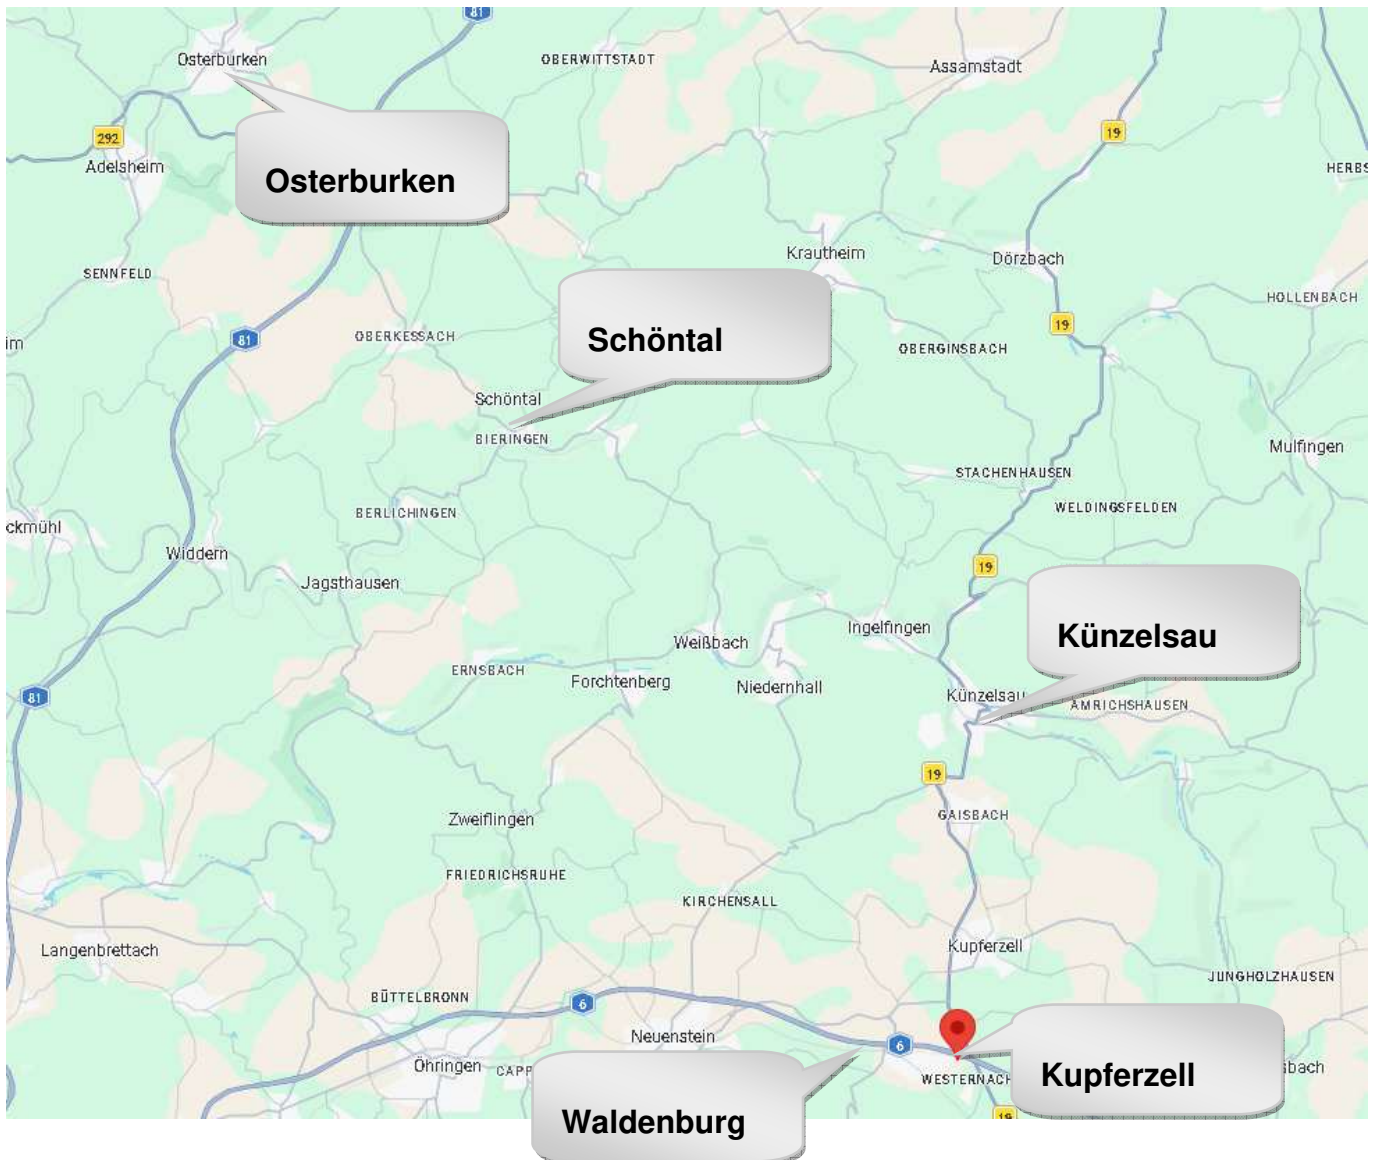 81
Osterburken
OBERWITTSTADT
Assamstadt
292
19
Adelsheim
HERBS
Osterburken
Krautheim
Dörzbach
SENNFELD
HOLLENBACH
19
81
OBERKESSACH
im
Schöntal
OBERGINSBACH
Schöntal
BIERINGEN
Mulfingen
STACHENHAUSEN
WELDINGSFELDEN
BERLICHINGEN
ckmühl
Widdern
19
Jagsthausen
Ingelfingen
Künzelsau
Weißbach
ERNSBACH
Forchtenberg
Niedernhall
81
Künzelsau
AMRICHSHAUSEN
19
GAISBACH
Zweiflingen
FRIEDRICHSRUHE
KIRCHENSALL
Langenbrettach
Kupferzell
JUNGHOLZHAUSEN
BÜTTELBRONN
6
Neuenstein
6
Öhringen
CAPP
sbach
WESTERNACH
Kupferzell
19
Waldenburg